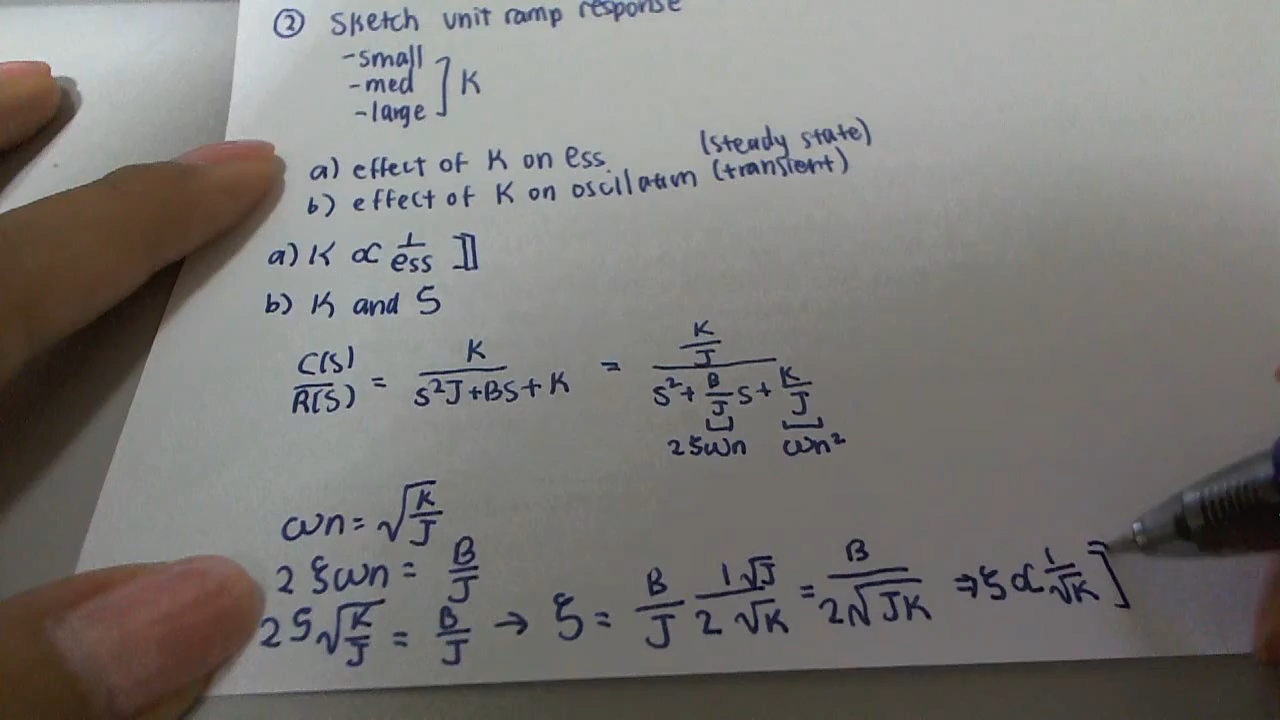 ② Sketch unit ramp response
-small
-med ] K
-large
a) effect of K on ess (steady state)
b) effect of K on oscillation (transient)
a) K ∝ 1/ess ]]
b) K and ζ
C(s)/R(s) = K/(s²J+Bs+K) = (K/J)/(s²+(B/J)s+K/J)
2ζωn ωn²
ωn = √(K/J)
2ζωn = B/J
2ζ√(K/J) = B/J → ζ = B/J 1√J/(2√K) = B/(2√JK) ⇒ ζ ∝ 1/√K ]